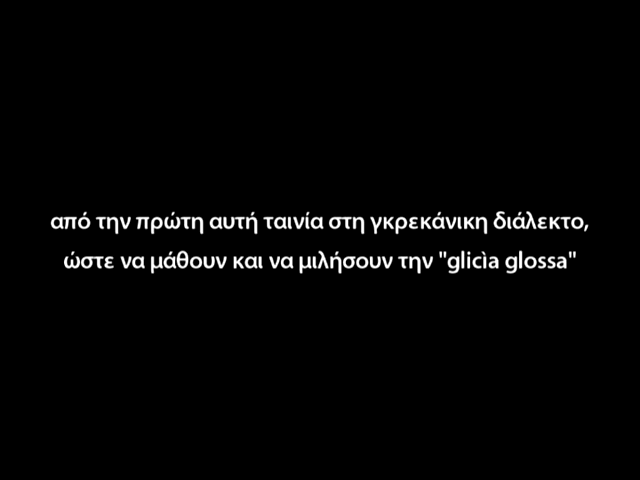 από την πρώτη αυτή ταινία στη γκρεκάνικη διάλεκτο,
ώστε να μάθουν και να μιλήσουν την "glicìa glossa"